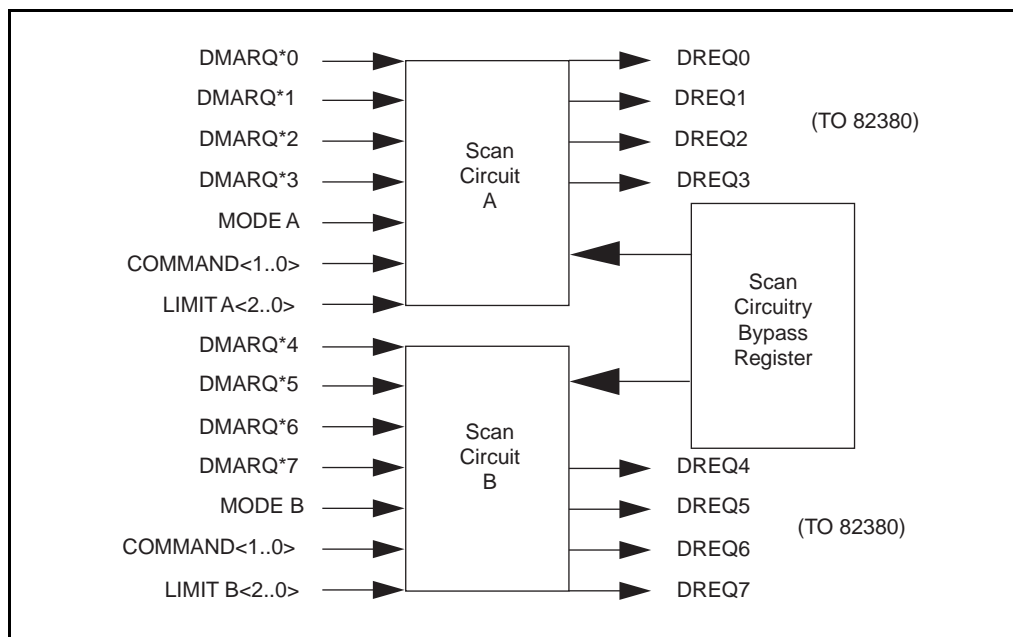 DMARQ*0
DMARQ*1
DMARQ*2
DMARQ*3
MODE A
COMMAND<1..0>
LIMIT A<2..0>
Scan
Circuit
A
DREQ0
DREQ1
DREQ2
DREQ3
(TO 82380)
Scan
Circuitry
Bypass
Register
DMARQ*4
DMARQ*5
DMARQ*6
DMARQ*7
MODE B
COMMAND<1..0>
LIMIT B<2..0>
Scan
Circuit
B
DREQ4
DREQ5
DREQ6
DREQ7
(TO 82380)